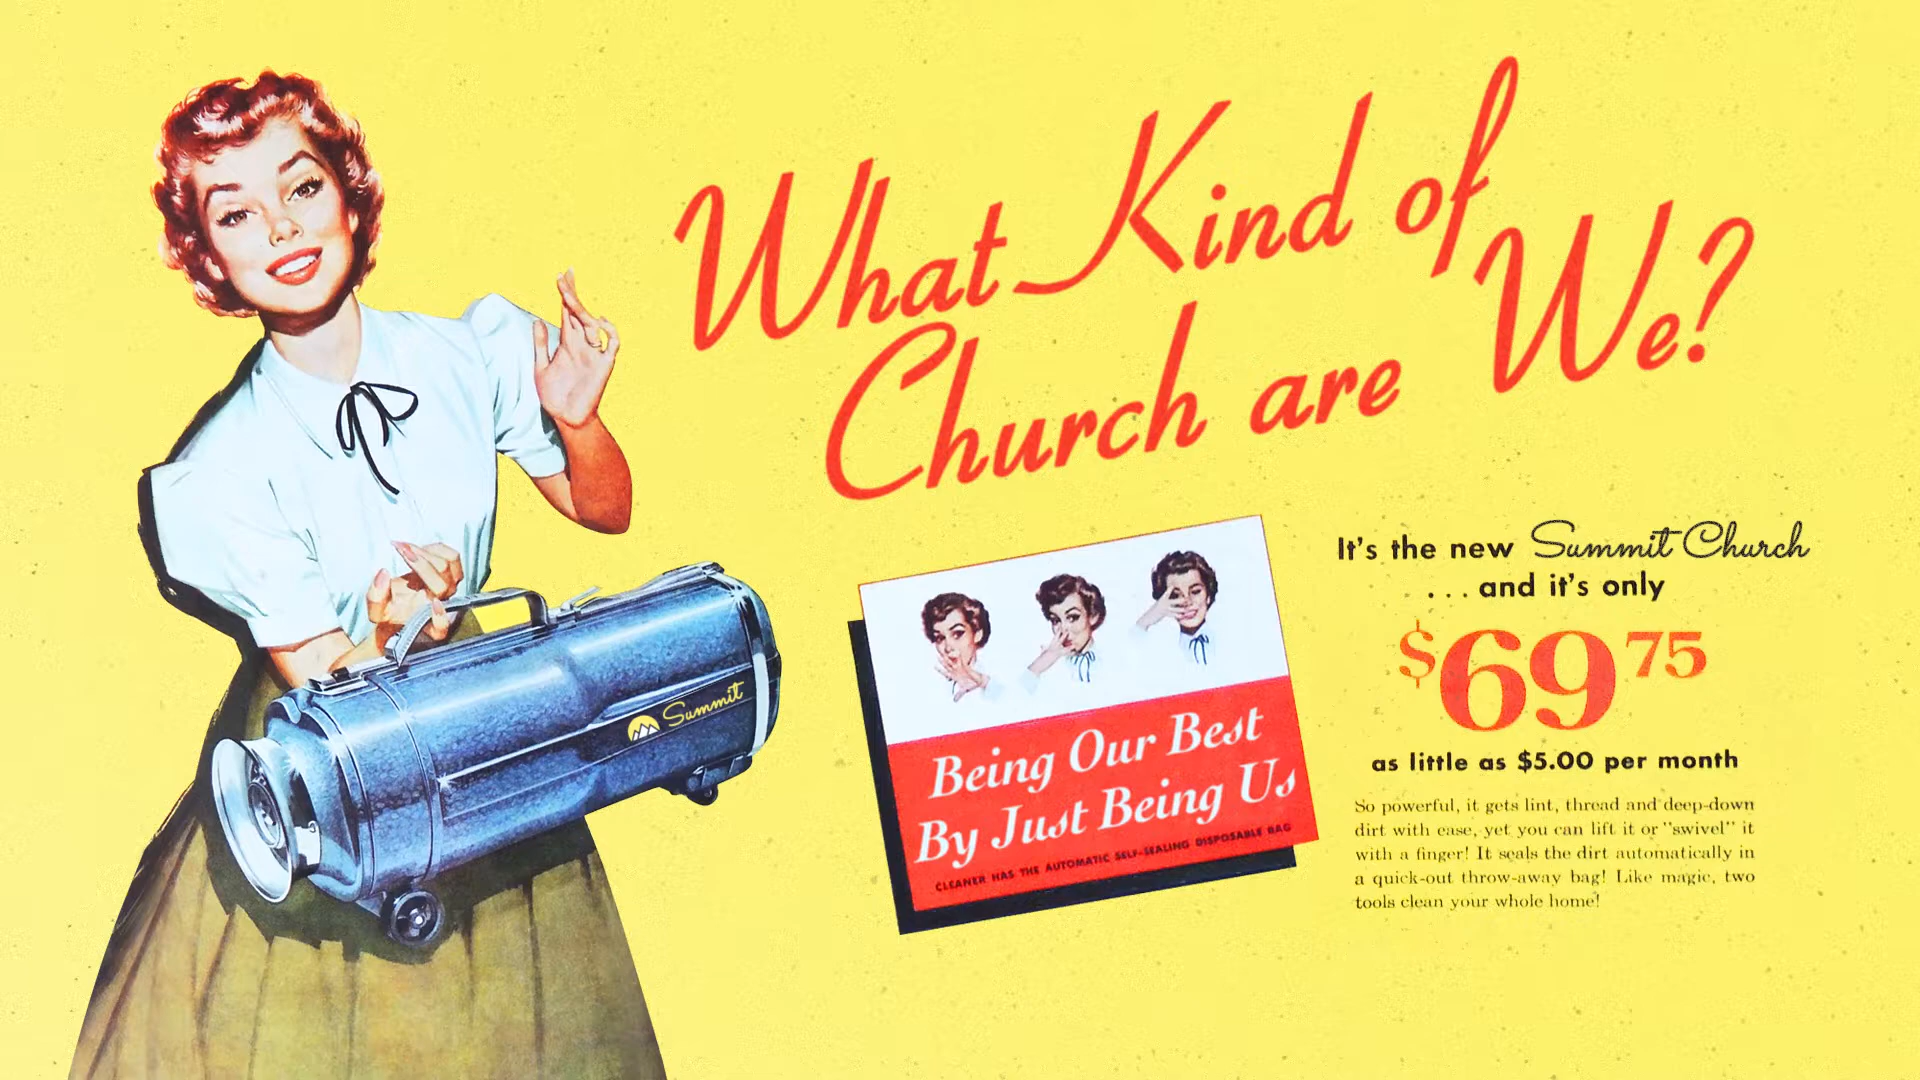 What Kind of
Church are We?
It's the new Summit Church
. . . and it's only
$69 75
as little as $5.00 per month
So powerful, it gets lint, thread and deep-down
dirt with ease, yet you can lift it or "swivel" it
with a finger! It seals the dirt automatically in
a quick-out throw-away bag! Like magic, two
tools clean your whole home!
Being Our Best
By Just Being Us
CLEANER HAS THE AUTOMATIC SELF-SEALING DISPOSABLE BAG
Summit